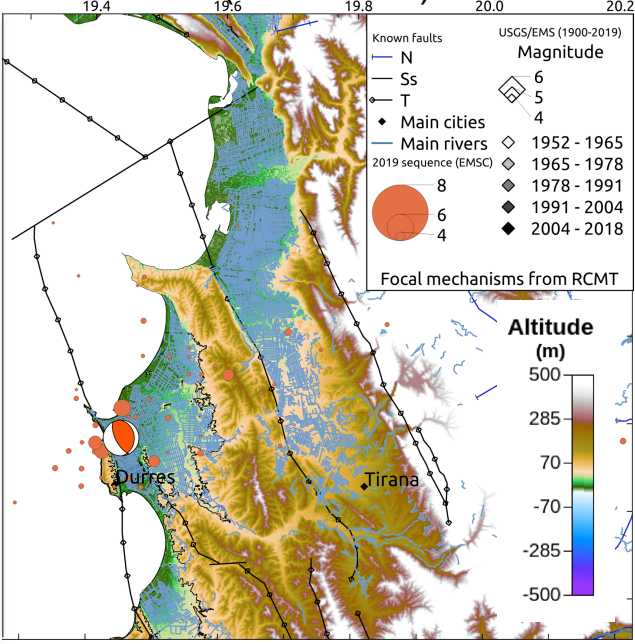 19.4 19.6 19.8 20.0 20.2
Known faults
N
Ss
T
Main cities
Main rivers
2019 sequence (EMSC)
8
6
4
USGS/EMS (1900-2019)
Magnitude
6
5
4
1952 - 1965
1965 - 1978
1978 - 1991
1991 - 2004
2004 - 2018
Focal mechanisms from RCMT
Altitude
(m)
500
285
70
-70
-285
-500
Durres
Tirana